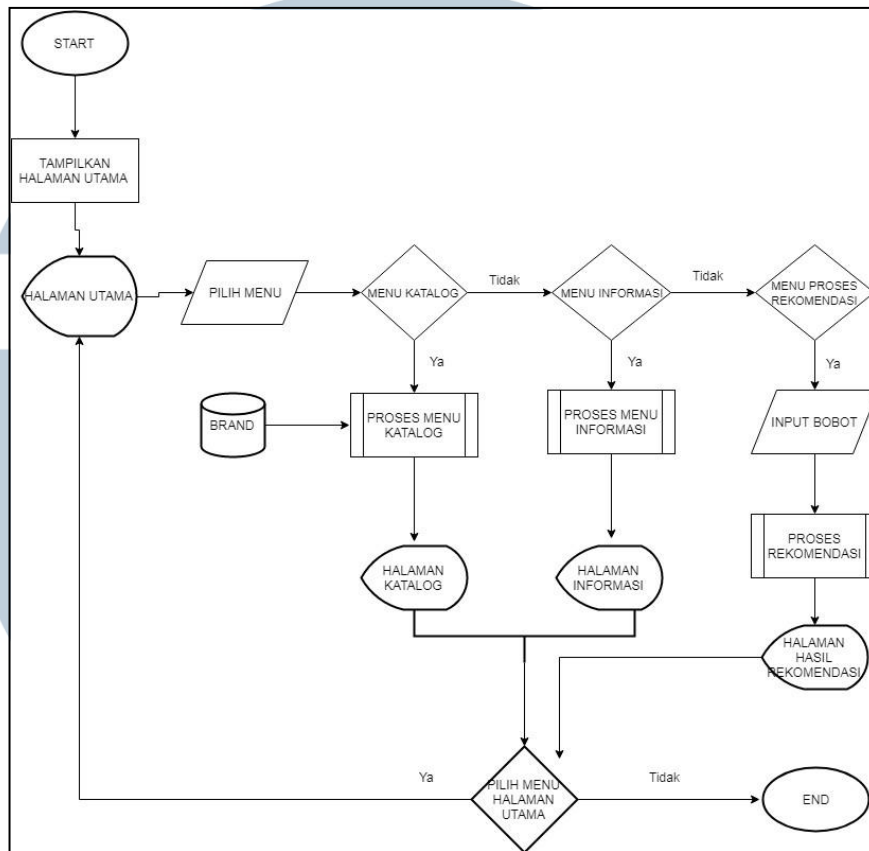 START
TAMPILKAN
HALAMAN UTAMA
HALAMAN UTAMA
PILIH MENU
MENU KATALOG
Tidak
MENU INFORMASI
Tidak
MENU PROSES
REKOMENDASI
Ya
Ya
Ya
BRAND
PROSES MENU
KATALOG
PROSES MENU
INFORMASI
INPUT BOBOT
PROSES
REKOMENDASI
HALAMAN
KATALOG
HALAMAN
INFORMASI
HALAMAN
HASIL
REKOMENDASI
Ya
PILIH MENU
HALAMAN
UTAMA
Tidak
END